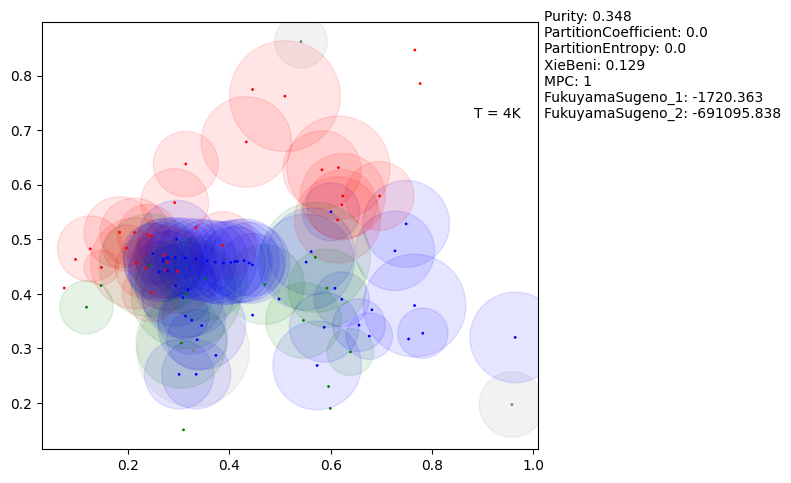 Purity: 0.348
PartitionCoefficient: 0.0
PartitionEntropy: 0.0
XieBeni: 0.129
MPC: 1
FukuyamaSugeno_1: -1720.363
FukuyamaSugeno_2: -691095.838
T = 4K
0.8
0.7
0.6
0.5
0.4
0.3
0.2
0.2
0.4
0.6
0.8
1.0